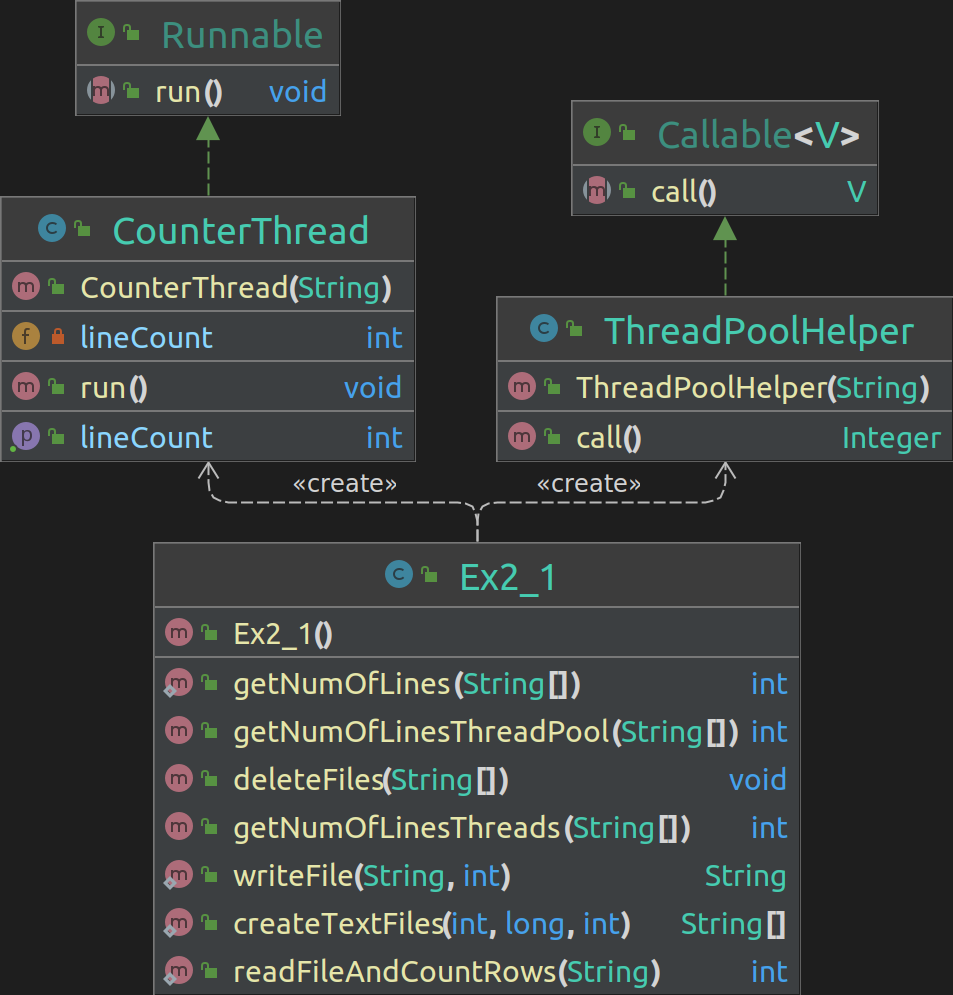 Runnable
run() void
Callable<V>
call() V
CounterThread
CounterThread(String)
lineCount int
run() void
lineCount int
ThreadPoolHelper
ThreadPoolHelper(String)
call() Integer
«create» «create»
Ex2_1
Ex2_1()
getNumOfLines(String[]) int
getNumOfLinesThreadPool(String[]) int
deleteFiles(String[]) void
getNumOfLinesThreads(String[]) int
writeFile(String, int) String
createTextFiles(int, long, int) String[]
readFileAndCountRows(String) int